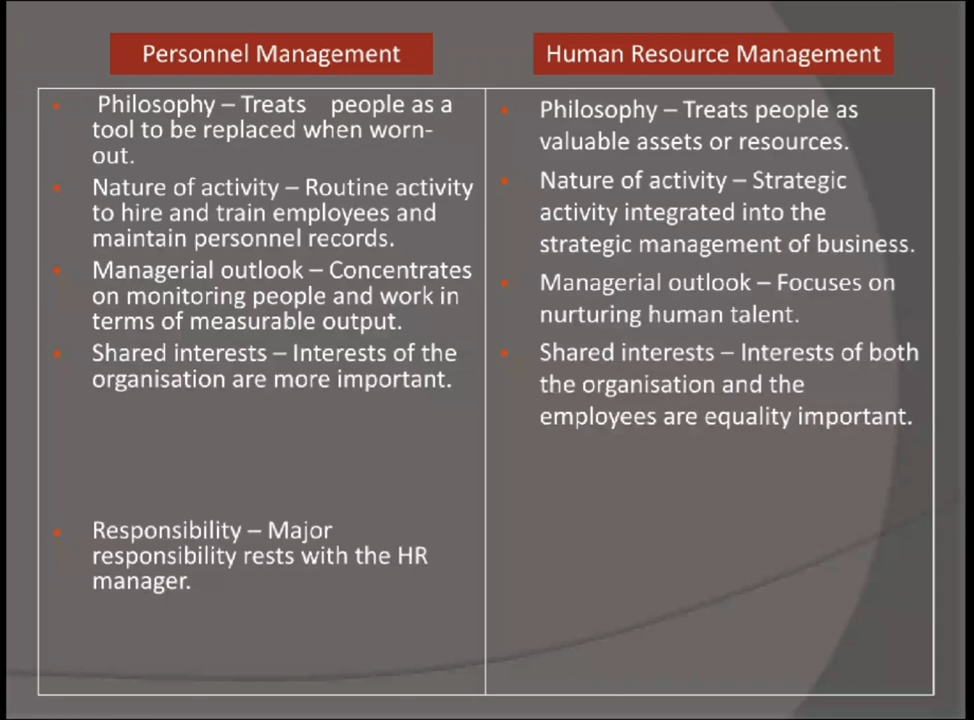 Personnel Management
Philosophy – Treats people as a
tool to be replaced when worn-
out.
Nature of activity – Routine activity
to hire and train employees and
maintain personnel records.
Managerial outlook – Concentrates
on monitoring people and work in
terms of measurable output.
Shared interests – Interests of the
organisation are more important.
Responsibility – Major
responsibility rests with the HR
manager.
Human Resource Management
Philosophy – Treats people as
valuable assets or resources.
Nature of activity – Strategic
activity integrated into the
strategic management of business.
Managerial outlook – Focuses on
nurturing human talent.
Shared interests – Interests of both
the organisation and the
employees are equality important.